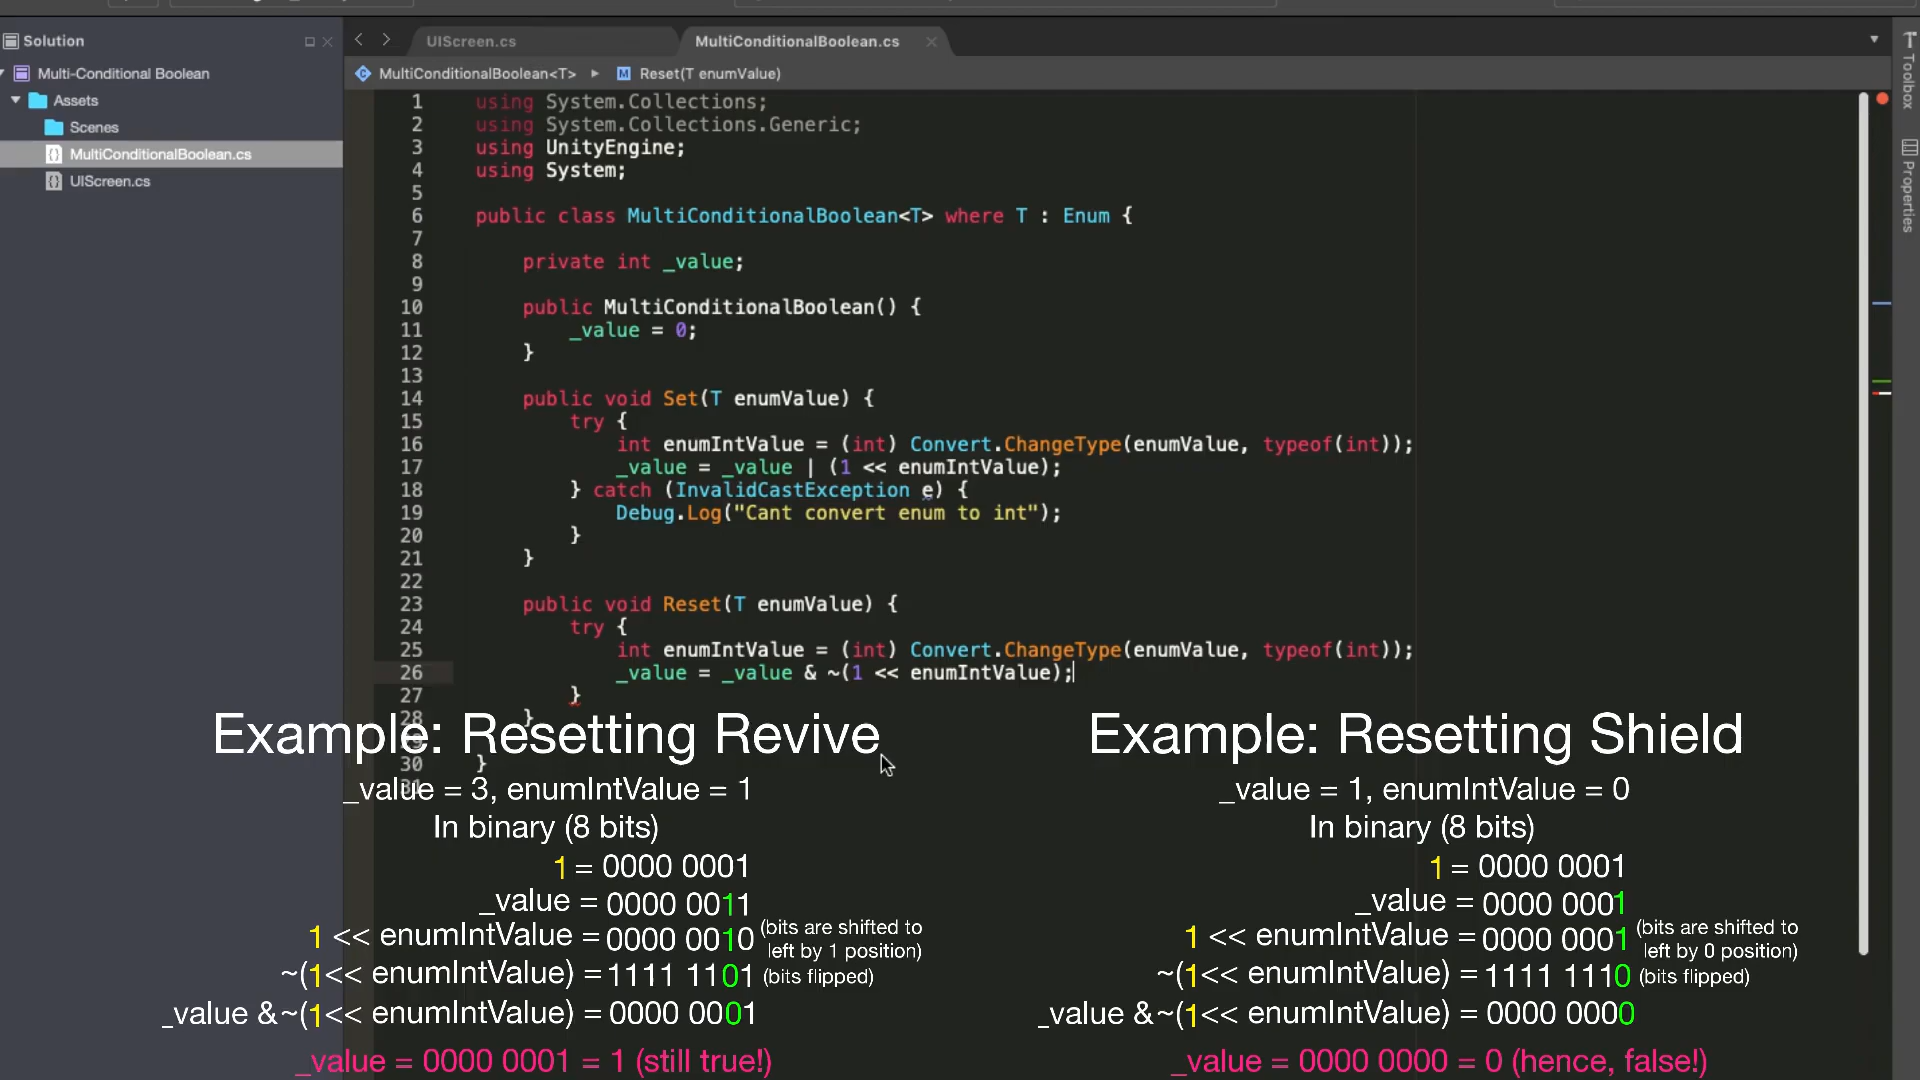 Solution
Multi-Conditional Boolean
Assets
Scenes
MultiConditionalBoolean.cs
UIScreen.cs
UIScreen.cs
MultiConditionalBoolean.cs
MultiConditionalBoolean<T>
Reset(T enumValue)
Toolbox
Properties
1 using System.Collections;
2 using System.Collections.Generic;
3 using UnityEngine;
4 using System;
5
6 public class MultiConditionalBoolean<T> where T : Enum {
7
8 private int _value;
9
10 public MultiConditionalBoolean() {
11 _value = 0;
12 }
13
14 public void Set(T enumValue) {
15 try {
16 int enumIntValue = (int) Convert.ChangeType(enumValue, typeof(int));
17 _value = _value | (1 << enumIntValue);
18 } catch (InvalidCastException e) {
19 Debug.Log("Cant convert enum to int");
20 }
21 }
22
23 public void Reset(T enumValue) {
24 try {
25 int enumIntValue = (int) Convert.ChangeType(enumValue, typeof(int));
26 _value = _value & ~(1 << enumIntValue);
27 }
28 }
30 }
31
Example: Resetting Revive
_value = 3, enumIntValue = 1
In binary (8 bits)
1 = 0000 0001
_value = 0000 0011
1 << enumIntValue = 0000 0010 (bits are shifted to
left by 1 position)
~(1<< enumIntValue) = 1111 1101 (bits flipped)
_value &~(1<< enumIntValue) = 0000 0001
_value = 0000 0001 = 1 (still true!)
Example: Resetting Shield
_value = 1, enumIntValue = 0
In binary (8 bits)
1 = 0000 0001
_value = 0000 0001
1 << enumIntValue = 0000 0001 (bits are shifted to
left by 0 position)
~(1<< enumIntValue) = 1111 1110 (bits flipped)
_value &~(1<< enumIntValue) = 0000 0000
_value = 0000 0000 = 0 (hence, false!)